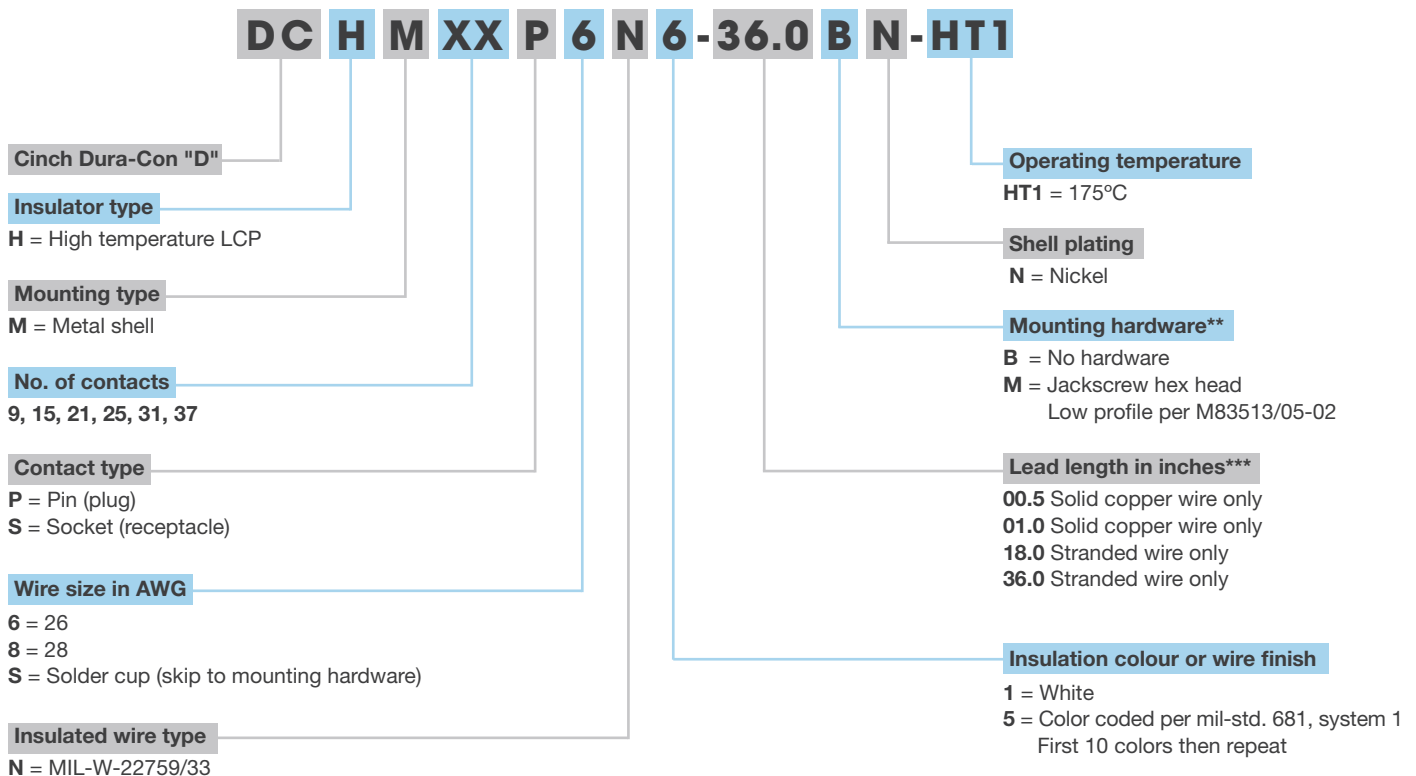 DC H M XX P 6 N 6 - 36.0 B N - HT1
Cinch Dura-Con "D"
Insulator type
H = High temperature LCP
Mounting type
M = Metal shell
No. of contacts
9, 15, 21, 25, 31, 37
Contact type
P = Pin (plug)
S = Socket (receptacle)
Wire size in AWG
6 = 26
8 = 28
S = Solder cup (skip to mounting hardware)
Insulated wire type
N = MIL-W-22759/33
Operating temperature
HT1 = 175ºC
Shell plating
N = Nickel
Mounting hardware**
B = No hardware
M = Jackscrew hex head
Low profile per M83513/05-02
Lead length in inches***
00.5 Solid copper wire only
01.0 Solid copper wire only
18.0 Stranded wire only
36.0 Stranded wire only
Insulation colour or wire finish
1 = White
5 = Color coded per mil-std. 681, system 1
First 10 colors then repeat